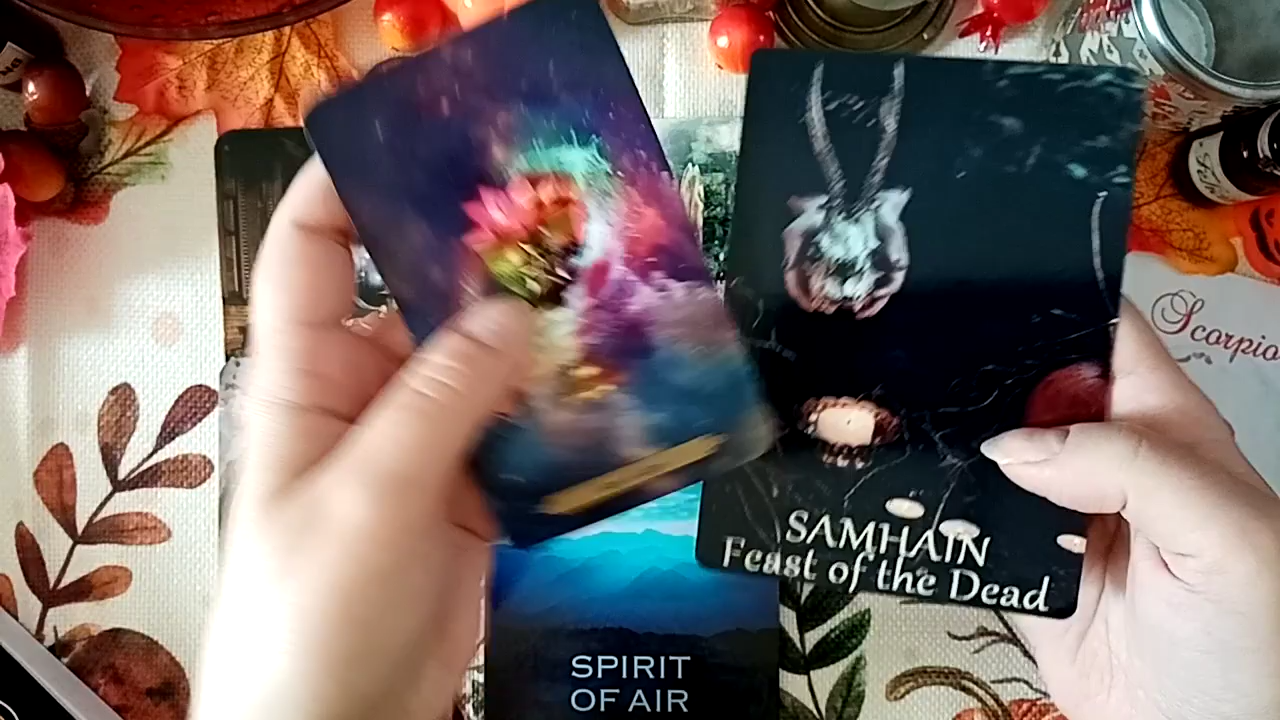 Scorpio
SAMHAIN
Feast of the Dead
SPIRIT
OF AIR